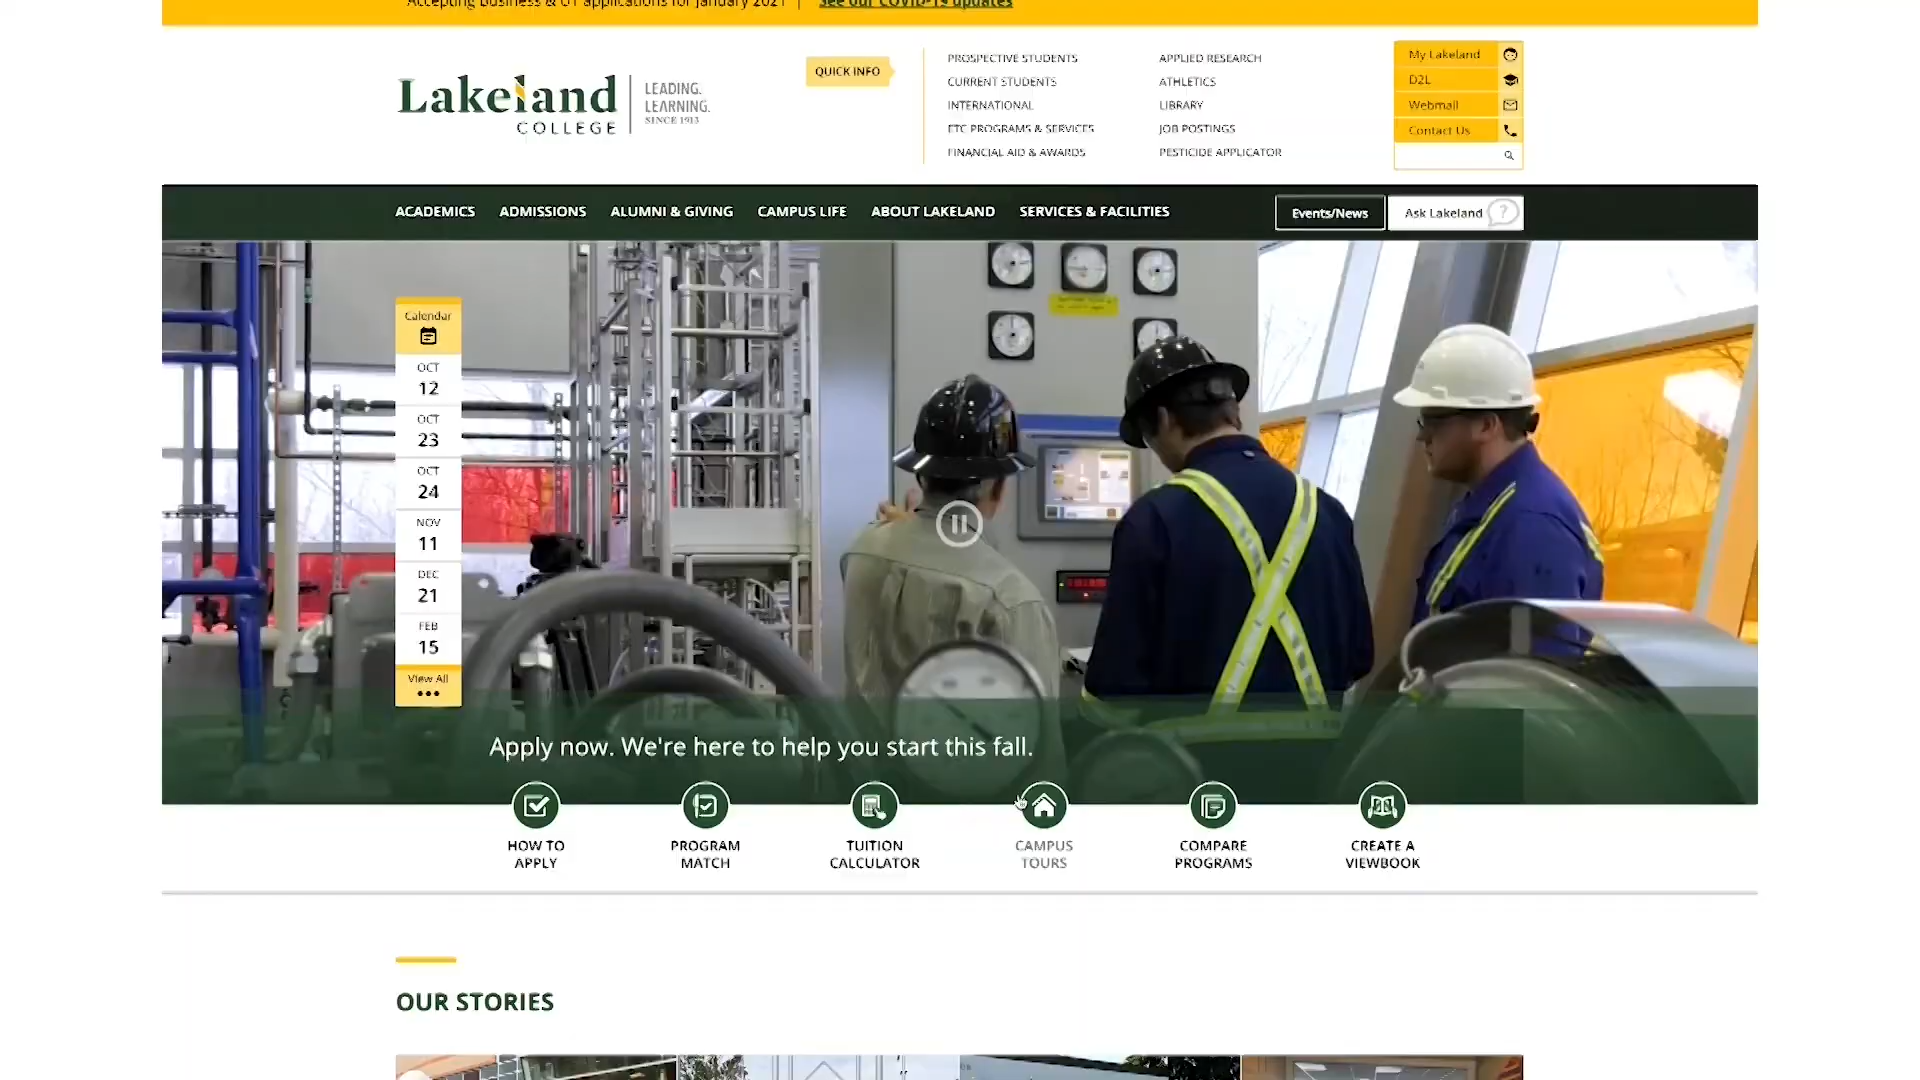 Accepting Business & UT applications for January 2021 | See our COVID-19 updates
Lakeland
COLLEGE
LEADING.
LEARNING.
SINCE 1913
QUICK INFO
PROSPECTIVE STUDENTS
CURRENT STUDENTS
INTERNATIONAL
ETC PROGRAMS & SERVICES
FINANCIAL AID & AWARDS
APPLIED RESEARCH
ATHLETICS
LIBRARY
JOB POSTINGS
PESTICIDE APPLICATOR
My Lakeland
D2L
Webmail
Contact Us
ACADEMICS
ADMISSIONS
ALUMNI & GIVING
CAMPUS LIFE
ABOUT LAKELAND
SERVICES & FACILITIES
Events/News
Ask Lakeland ?
Calendar
OCT
12
OCT
23
OCT
24
NOV
11
DEC
21
FEB
15
View All
Apply now. We're here to help you start this fall.
HOW TO
APPLY
PROGRAM
MATCH
TUITION
CALCULATOR
CAMPUS
TOURS
COMPARE
PROGRAMS
CREATE A
VIEWBOOK
OUR STORIES